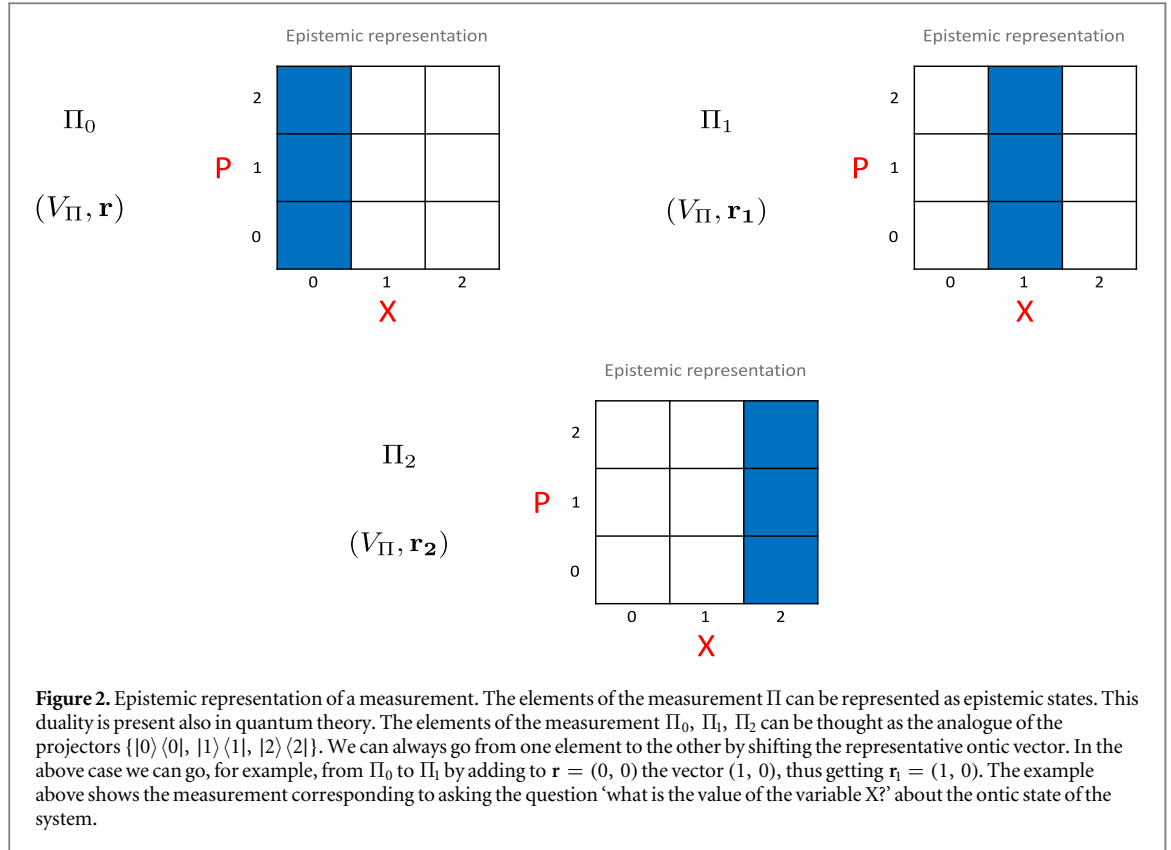 Epistemic representation
Epistemic representation
Π₀
2
P
1
(V_Π, r)
0
0 1 2
X
Π₁
2
P
1
(V_Π, r₁)
0
0 1 2
X
Epistemic representation
Π₂
2
P
1
(V_Π, r₂)
0
0 1 2
X
Figure 2. Epistemic representation of a measurement. The elements of the measurement Π can be represented as epistemic states. This
duality is present also in quantum theory. The elements of the measurement Π₀, Π₁, Π₂ can be thought as the analogue of the
projectors {|0⟩⟨0|, |1⟩⟨1|, |2⟩⟨2|}. We can always go from one element to the other by shifting the representative ontic vector. In the
above case we can go, for example, from Π₀ to Π₁ by adding to r = (0, 0) the vector (1, 0), thus getting r₁ = (1, 0). The example
above shows the measurement corresponding to asking the question ‘what is the value of the variable X?’ about the ontic state of the
system.